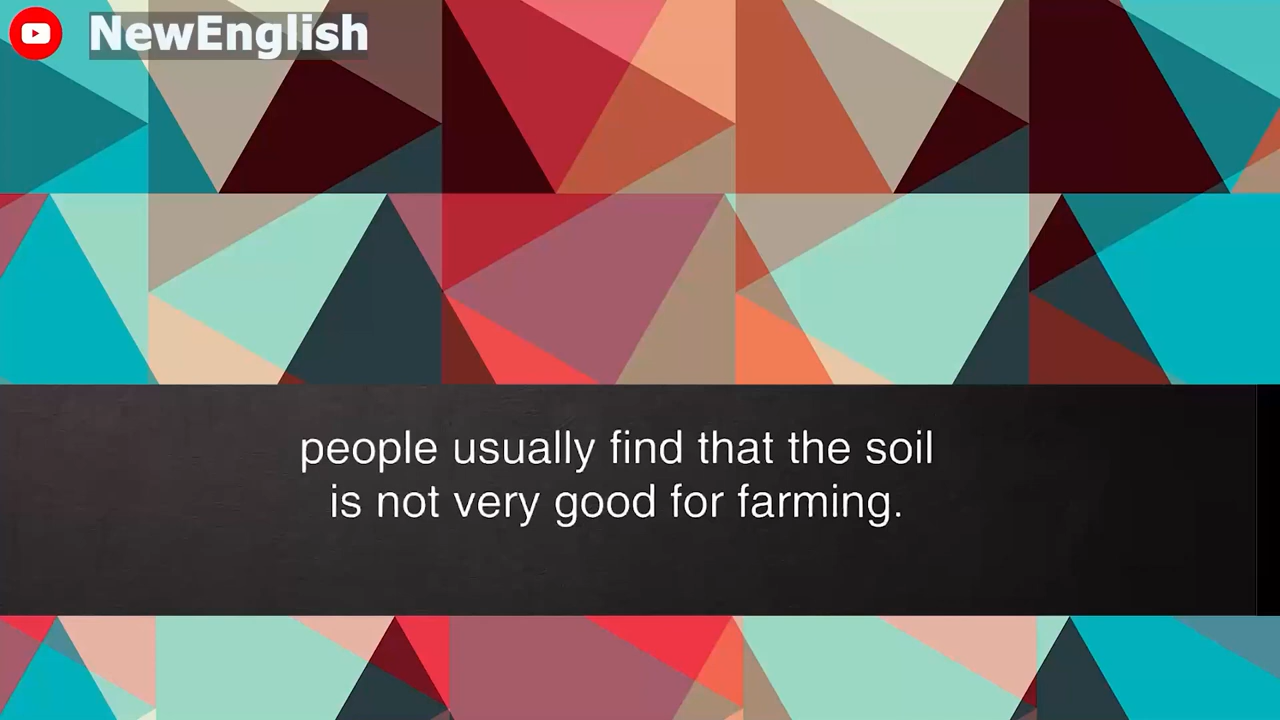 NewEnglish
people usually find that the soil
is not very good for farming.